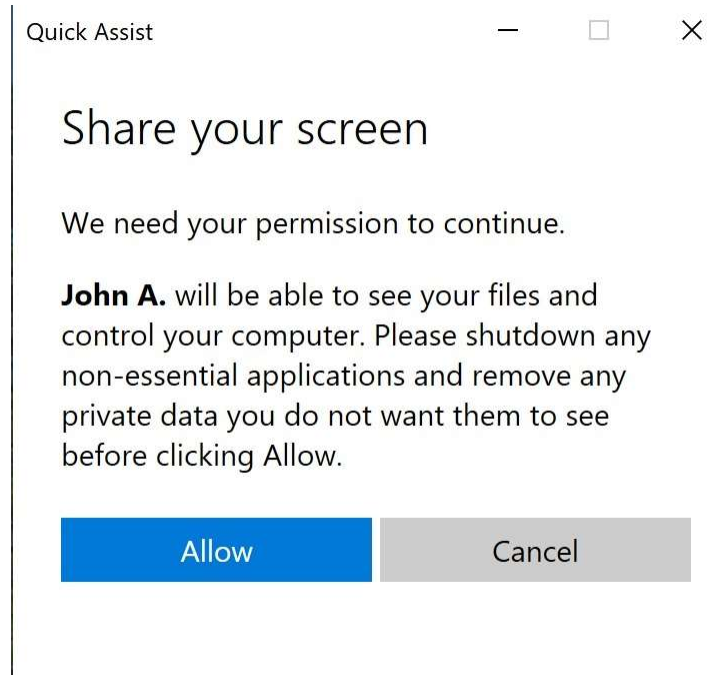 Quick Assist
Share your screen
We need your permission to continue.
John A. will be able to see your files and
control your computer. Please shutdown any
non-essential applications and remove any
private data you do not want them to see
before clicking Allow.
Allow Cancel